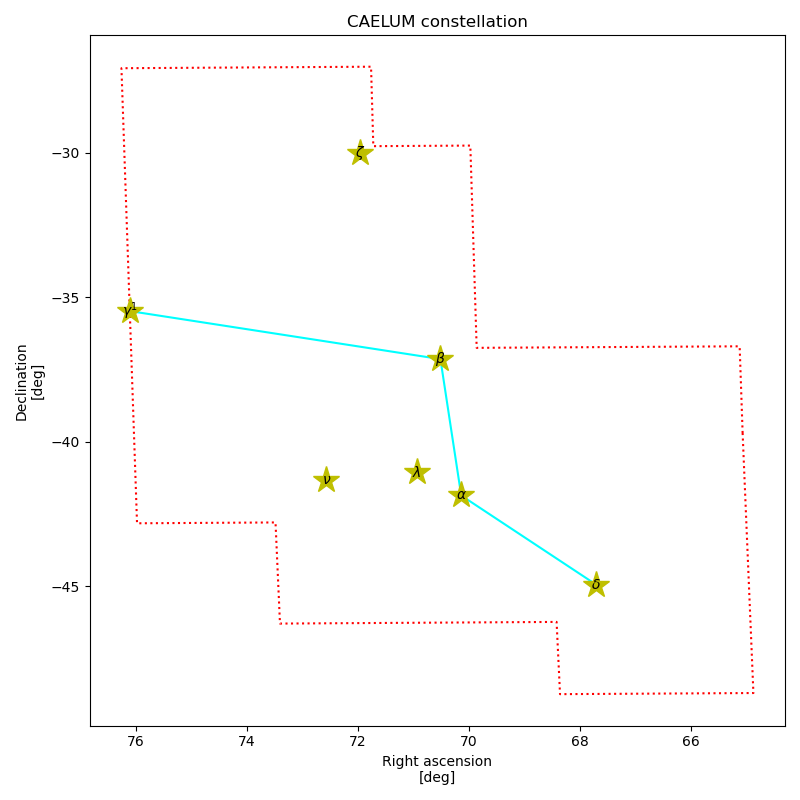 CAELUM constellation
−30
−35
−40
−45
Declination
[deg]
ζ
γ¹
β
ν
λ
α
δ
76
74
72
70
68
66
Right ascension
[deg]